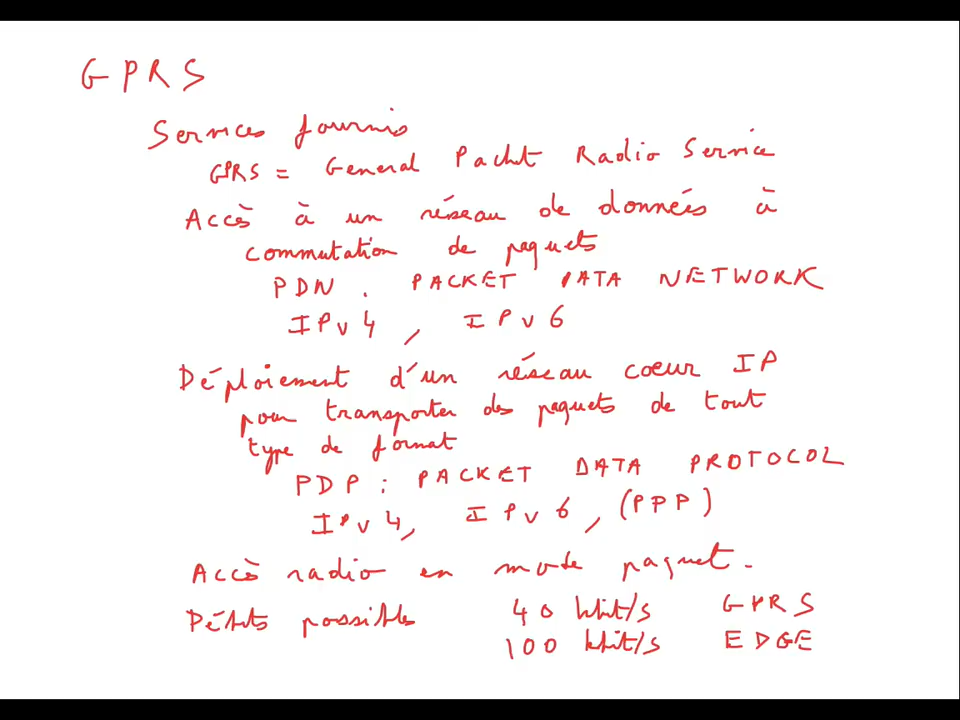 GPRS
Services fournis
GPRS = General Packet Radio Service
Accès à un réseau de données à
commutation de paquets
PDN : PACKET DATA NETWORK
IPv4, IPv6
Déploiement d'un réseau coeur IP
pour transporter des paquets de tout
type de format
PDP : PACKET DATA PROTOCOL
IPv4, IPv6, (PPP)
Accès radio en mode paquet.
Débits possibles 40 kbit/s GPRS
100 kbit/s EDGE